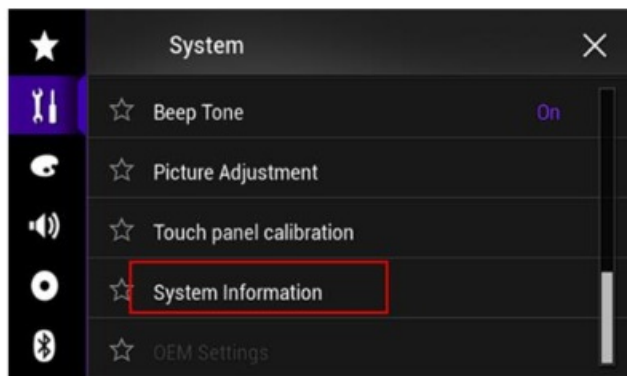 System
Beep Tone On
Picture Adjustment
Touch panel calibration
System Information
OEM Settings